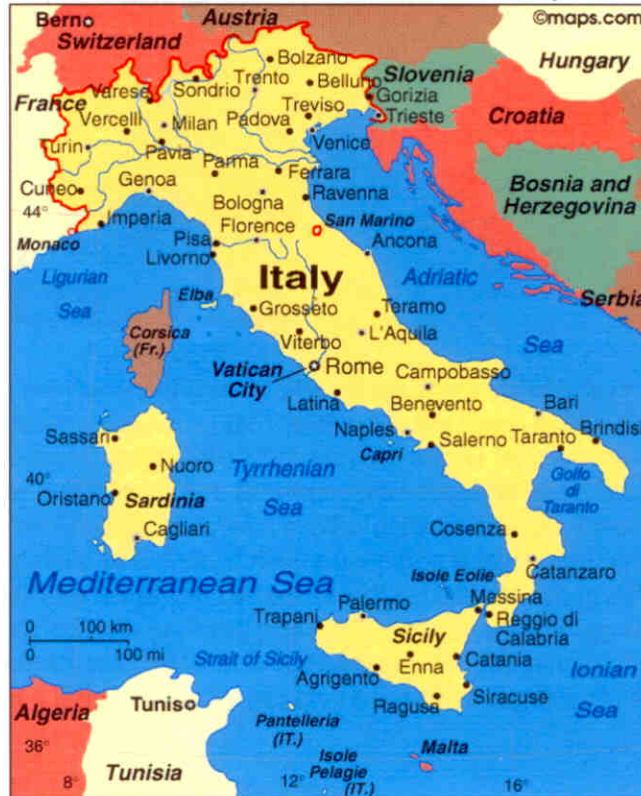 Berno
Austria
©maps.com
Switzerland
Hungary
Bolzano
Trento
Belluno
Slovenia
France
Varese
Sondrio
Gorizia
Treviso
Vercelli
Milan
Padova
Trieste
Croatia
Venice
Turin
Pavia
Parma
Ferrara
Cuneo
Genoa
Ravenna
Bosnia and
Herzegovina
Bologna
44°
Imperia
Florence
San Marino
Monaco
Pisa
Livorno
Ancona
Ligurian
Sea
Italy
Adriatic
Sea
Serbia
Elba
Grosseto
Teramo
Corsica
(Fr.)
Viterbo
L'Aquila
Vatican
City
Rome
Campobasso
Latina
Benevento
Bari
Brindisi
Sassari
Naples
Salerno
Taranto
Capri
Nuoro
Tyrrhenian
Sea
Golfo
di
Taranto
40°
Oristano
Sardinia
Cagliari
Cosenza
Mediterranean Sea
Isole Eolie
Catanzaro
Messina
Trapani
Palermo
Reggio di
Calabria
0 100 km
0 100 mi
Sicily
Strait of Sicily
Enna
Catania
Ionian
Sea
Agrigento
Siracuse
Ragusa
Algeria
Tuniso
Pantelleria
(IT.)
36°
Malta
Isole
Pelagie (IT.)
Tunisia
8°
12°
16°